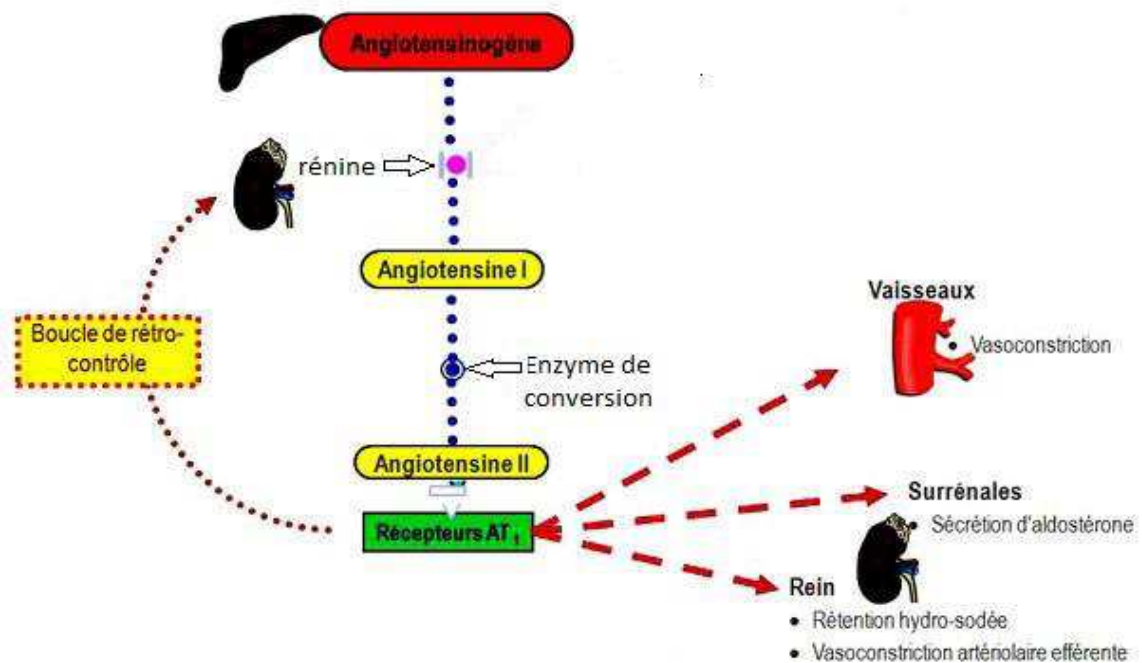 Angiotensinogène
rénine
Angiotensine I
Boucle de rétro-
contrôle
Enzyme de
conversion
Angiotensine II
Récepteurs AT1
Vaisseaux
• Vasoconstriction
Surrénales
• Sécrétion d'aldostérone
Rein
• Rétention hydro-sodée
• Vasoconstriction artériolaire efférente